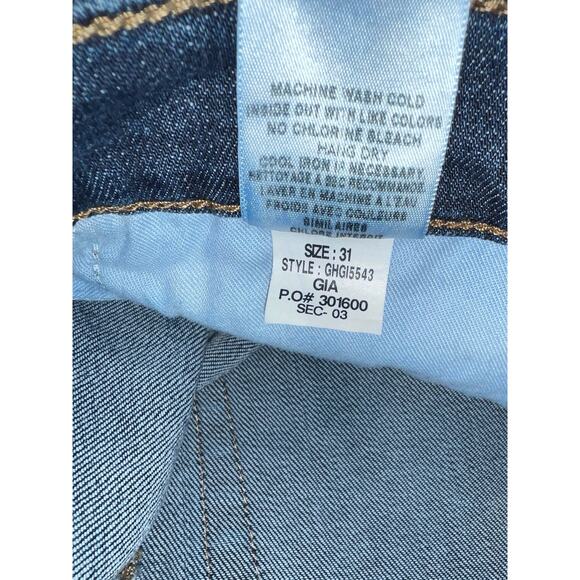 MACHINE WASH COLD
INSIDE OUT WITH LIKE COLORS
NO CHLORINE BLEACH
HANG DRY
COOL IRON IF NECESSARY
NETTOYAGE A SEC RECOMMANDE
LAVER EN MACHINE A L'EAU
FROIDE AVEC COULEURS
SIMILAIRES
CHLORE INTERDIT
SIZE : 31
STYLE : GHGI5543
GIA
P.O# 301600
SEC- 03